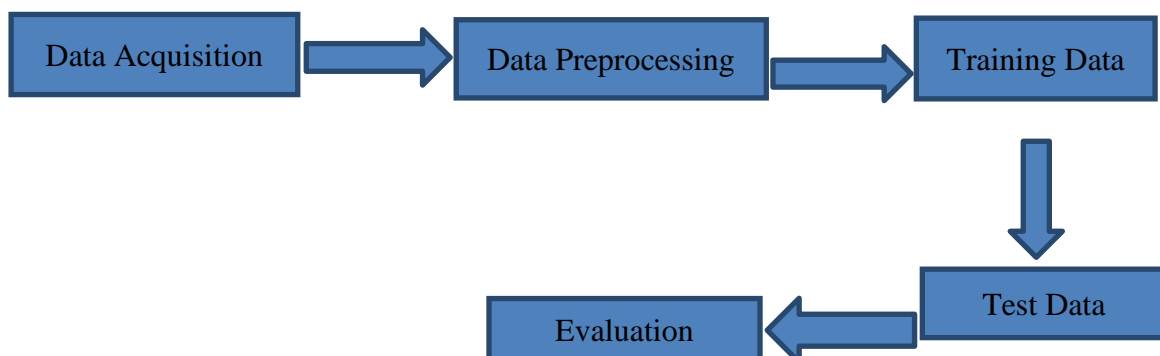 Data Acquisition
Data Preprocessing
Training Data
Test Data
Evaluation